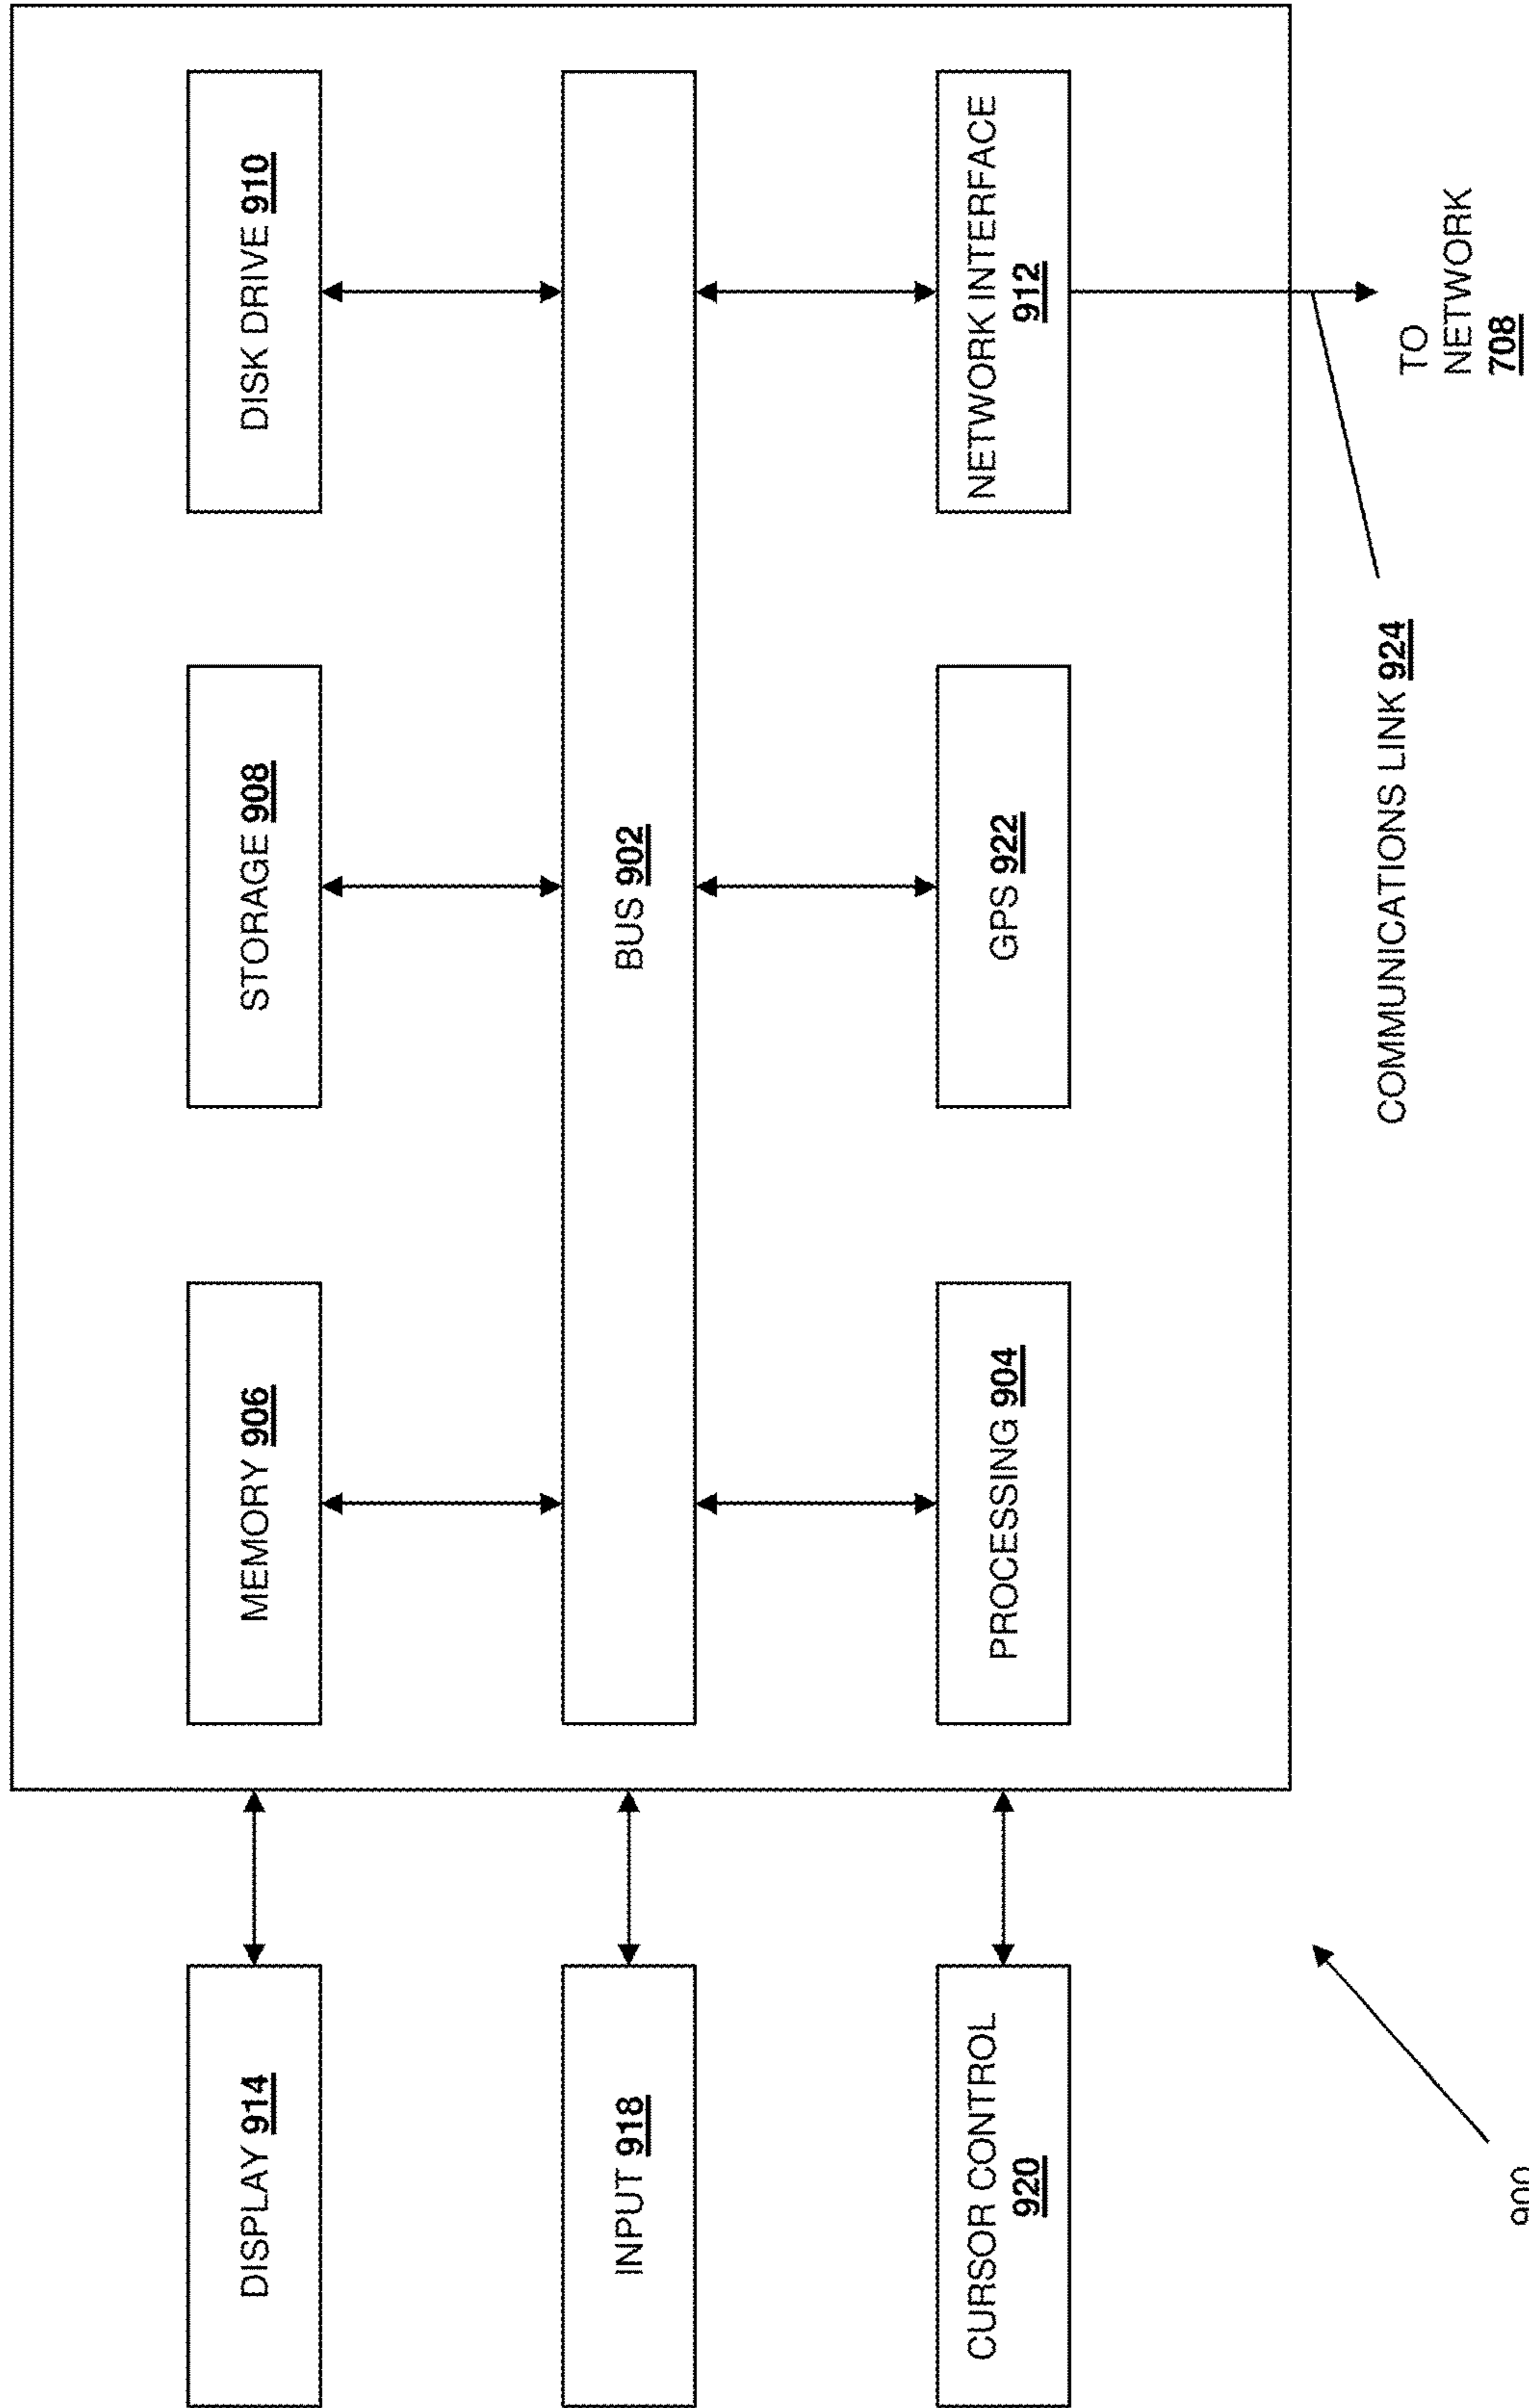 DISPLAY 914
MEMORY 906
STORAGE 908
DISK DRIVE 910
INPUT 918
BUS 902
CURSOR CONTROL
920
PROCESSING 904
GPS 922
NETWORK INTERFACE
912
COMMUNICATIONS LINK 924
TO
NETWORK
708
900